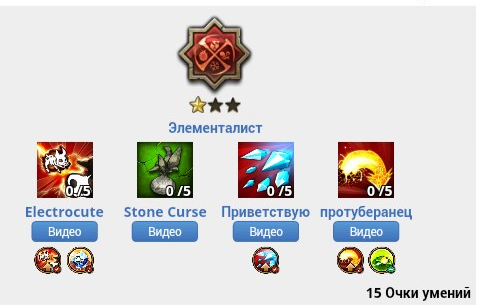 Элементалист
0 /5 0 /5 0 /5 0 /5
Electrocute Stone Curse Приветствую протуберанец
Видео Видео Видео Видео
15 Очки умений